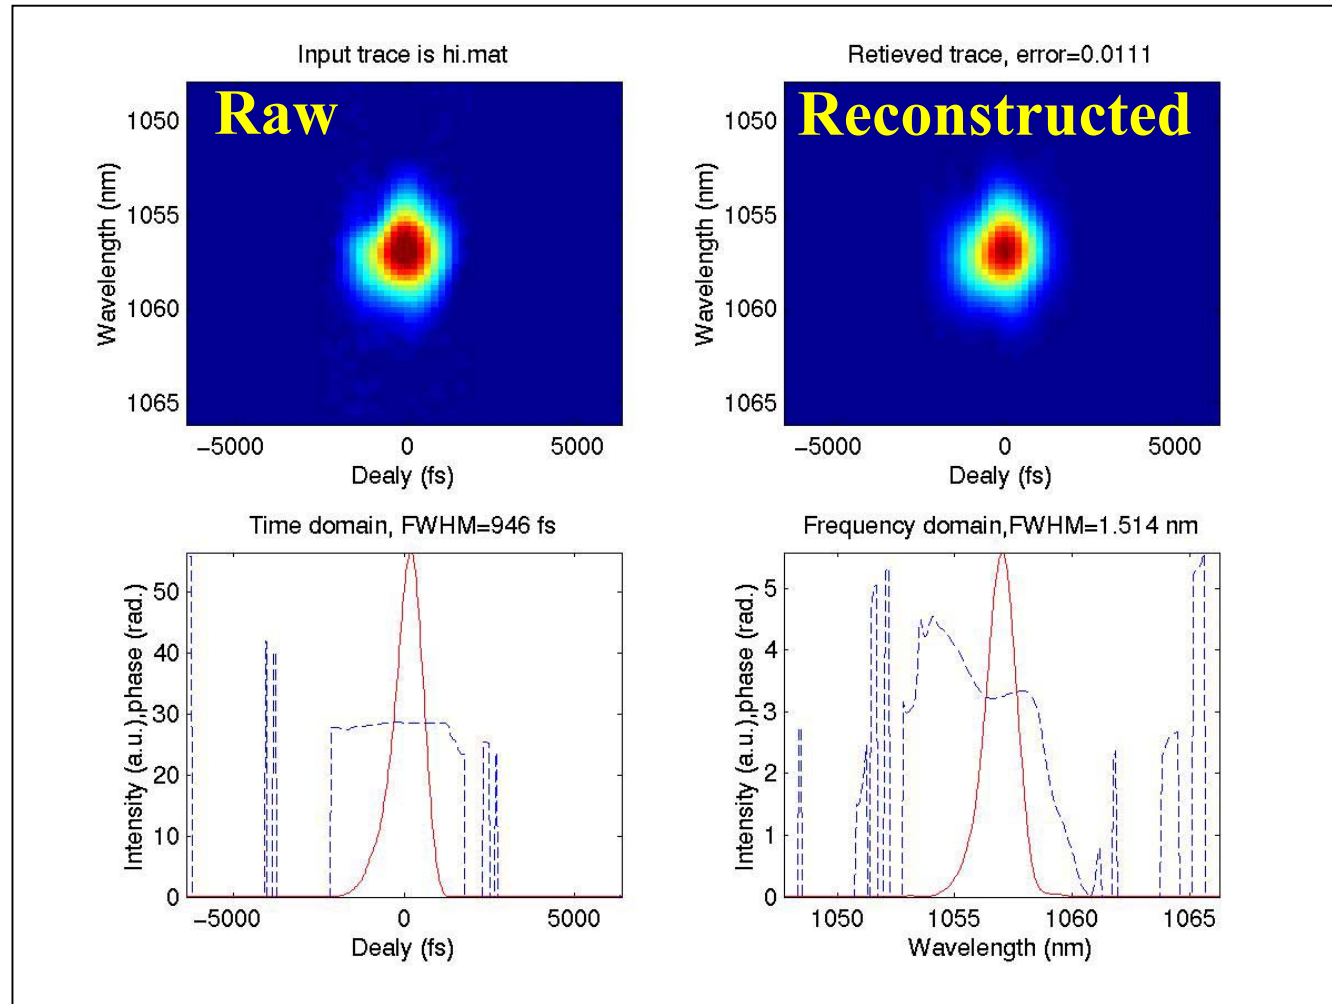 Input trace is hi.mat
Raw
Wavelength (nm)
1050
1055
1060
1065
−5000
0
5000
Dealy (fs)
Retieved trace, error=0.0111
Reconstructed
Wavelength (nm)
1050
1055
1060
1065
−5000
0
5000
Dealy (fs)
Time domain, FWHM=946 fs
Intensity (a.u.),phase (rad.)
50
40
30
20
10
0
−5000
0
5000
Dealy (fs)
Frequency domain,FWHM=1.514 nm
Intensity (a.u.),phase (rad.)
5
4
3
2
1
0
1050
1055
1060
1065
Wavelength (nm)